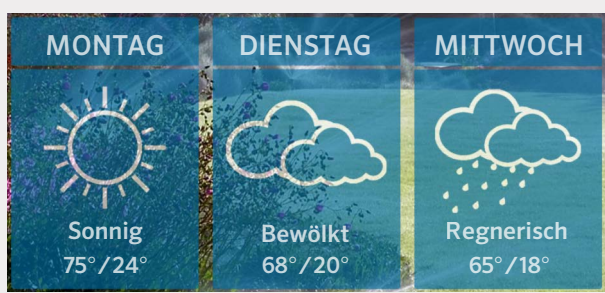 MONTAG
Sonnig
75°/24°
DIENSTAG
Bewölkt
68°/20°
MITTWOCH
Regnerisch
65°/18°